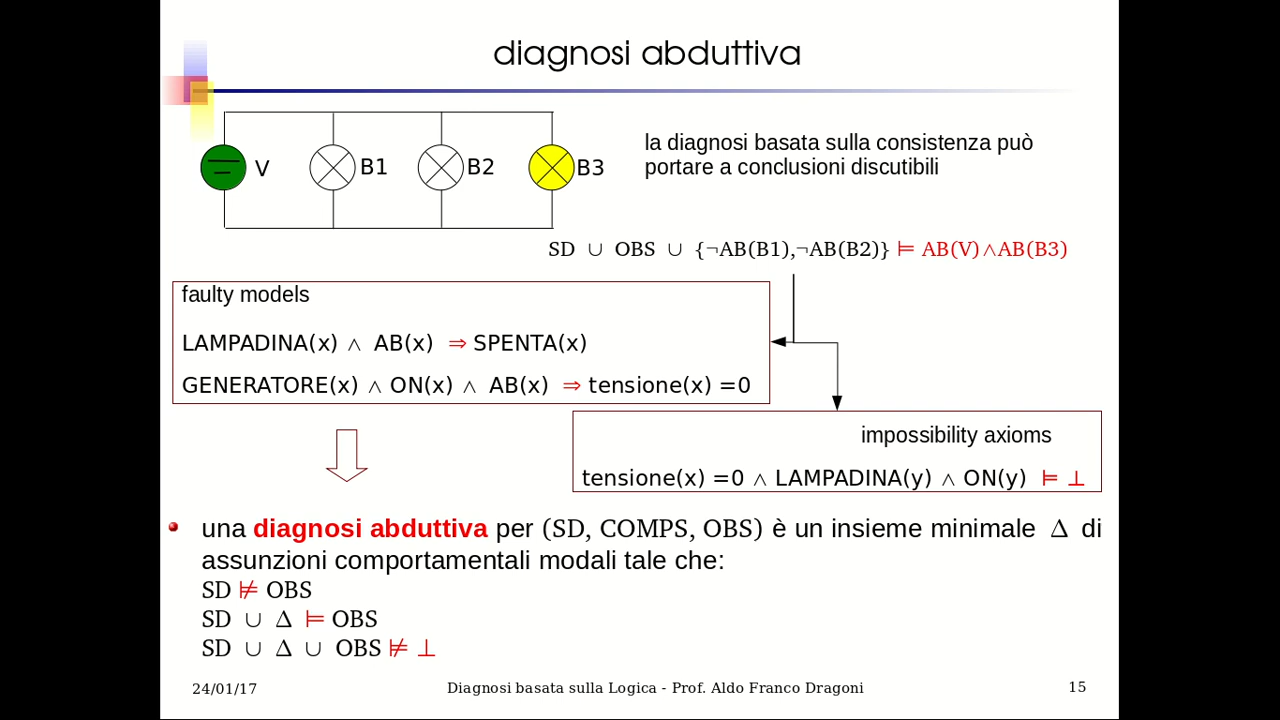 diagnosi abduttiva
V
B1
B2
B3
la diagnosi basata sulla consistenza può
portare a conclusioni discutibili
SD ∪ OBS ∪ {¬AB(B1),¬AB(B2)} ⊨ AB(V)∧AB(B3)
faulty models
LAMPADINA(x) ∧ AB(x) ⇒ SPENTA(x)
GENERATORE(x) ∧ ON(x) ∧ AB(x) ⇒ tensione(x) =0
impossibility axioms
tensione(x) =0 ∧ LAMPADINA(y) ∧ ON(y) ⊨ ⊥
una diagnosi abduttiva per (SD, COMPS, OBS) è un insieme minimale Δ di
assunzioni comportamentali modali tale che:
SD ⊭ OBS
SD ∪ Δ ⊨ OBS
SD ∪ Δ ∪ OBS ⊭ ⊥
24/01/17
Diagnosi basata sulla Logica - Prof. Aldo Franco Dragoni
15